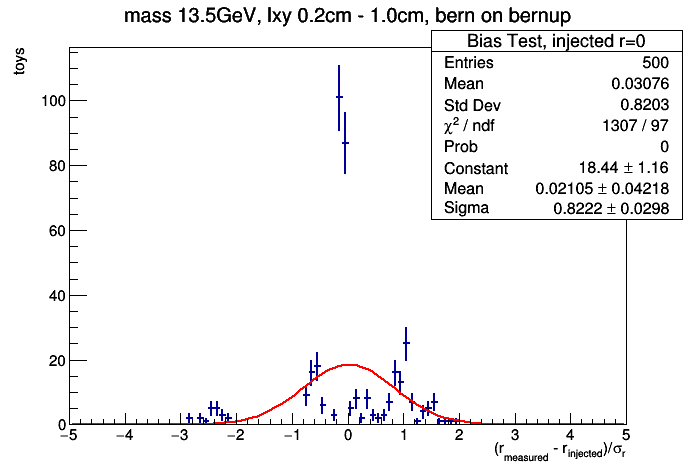 mass 13.5GeV, lxy 0.2cm - 1.0cm, bern on bernup
Bias Test, injected r=0
Entries 500
Mean 0.03076
Std Dev 0.8203
χ² / ndf 1307 / 97
Prob 0
Constant 18.44 ± 1.16
Mean 0.02105 ± 0.04218
Sigma 0.8222 ± 0.0298
toys
100
80
60
40
20
0
−5 −4 −3 −2 −1 0 1 2 3 4 5
(r_measured - r_injected)/σ_r